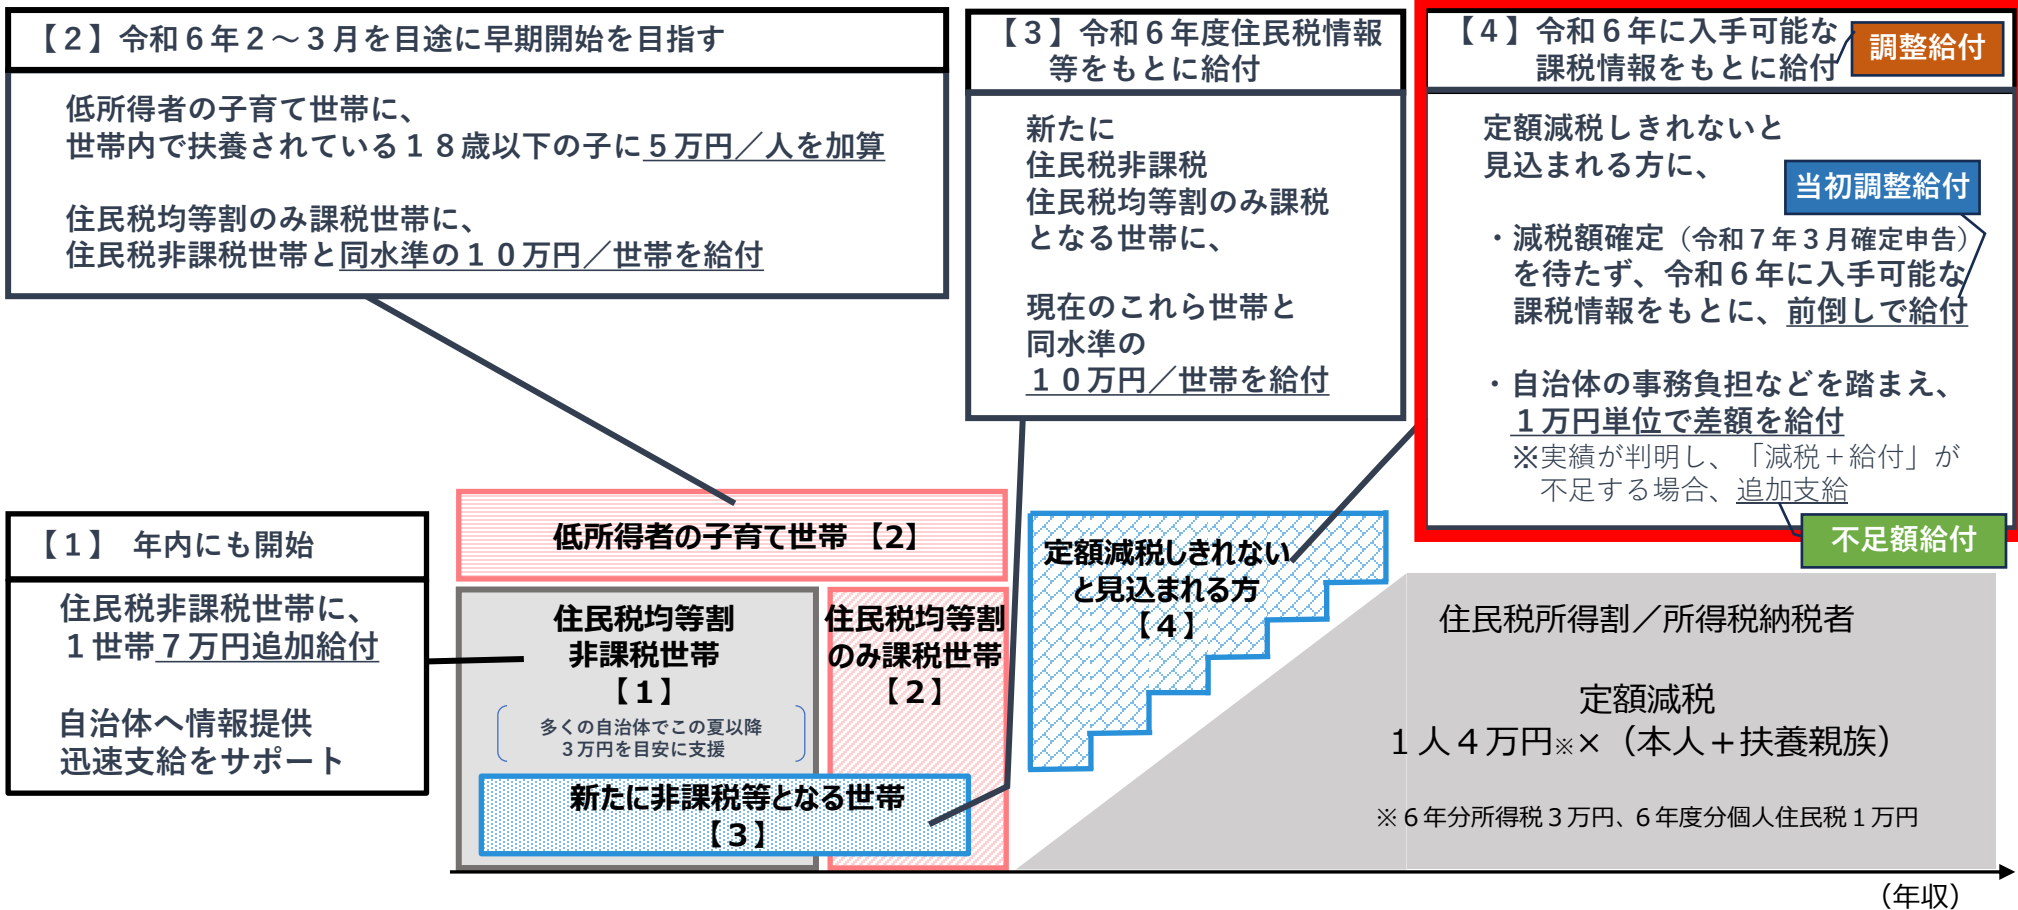 【２】令和６年２～３月を目途に早期開始を目指す
低所得者の子育て世帯に、
世帯内で扶養されている１８歳以下の子に５万円／人を加算
住民税均等割のみ課税世帯に、
住民税非課税世帯と同水準の１０万円／世帯を給付
【３】令和６年度住民税情報
等をもとに給付
新たに
住民税非課税
住民税均等割のみ課税
となる世帯に、
現在のこれら世帯と
同水準の
１０万円／世帯を給付
【４】令和６年に入手可能な
課税情報をもとに給付
調整給付
定額減税しきれないと
見込まれる方に、
当初調整給付
・減税額確定（令和７年３月確定申告）
を待たず、令和６年に入手可能な
課税情報をもとに、前倒しで給付
・自治体の事務負担などを踏まえ、
１万円単位で差額を給付
※実績が判明し、「減税＋給付」が
不足する場合、追加支給
不足額給付
【１】 年内にも開始
住民税非課税世帯に、
１世帯７万円追加給付
自治体へ情報提供
迅速支給をサポート
低所得者の子育て世帯【2】
住民税均等割
非課税世帯
【１】
多くの自治体でこの夏以降
３万円を目安に支援
住民税均等割
のみ課税世帯
【２】
新たに非課税等となる世帯
【３】
定額減税しきれない
と見込まれる方
【４】
住民税所得割／所得税納税者
定額減税
１人４万円※×（本人＋扶養親族）
※６年分所得税３万円、６年度分個人住民税１万円
（年収）